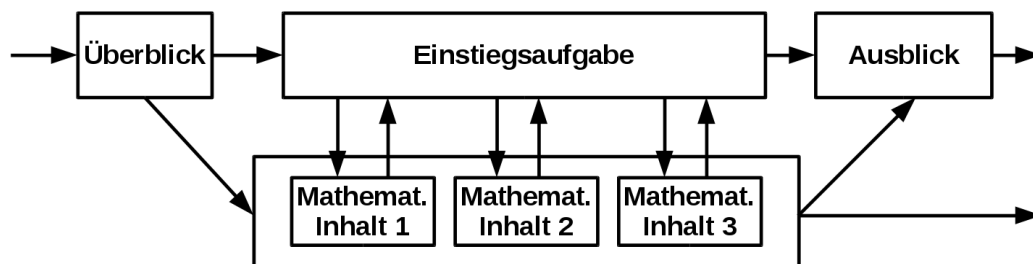 Überblick
Einstiegsaufgabe
Ausblick
Mathemat.
Inhalt 1
Mathemat.
Inhalt 2
Mathemat.
Inhalt 3